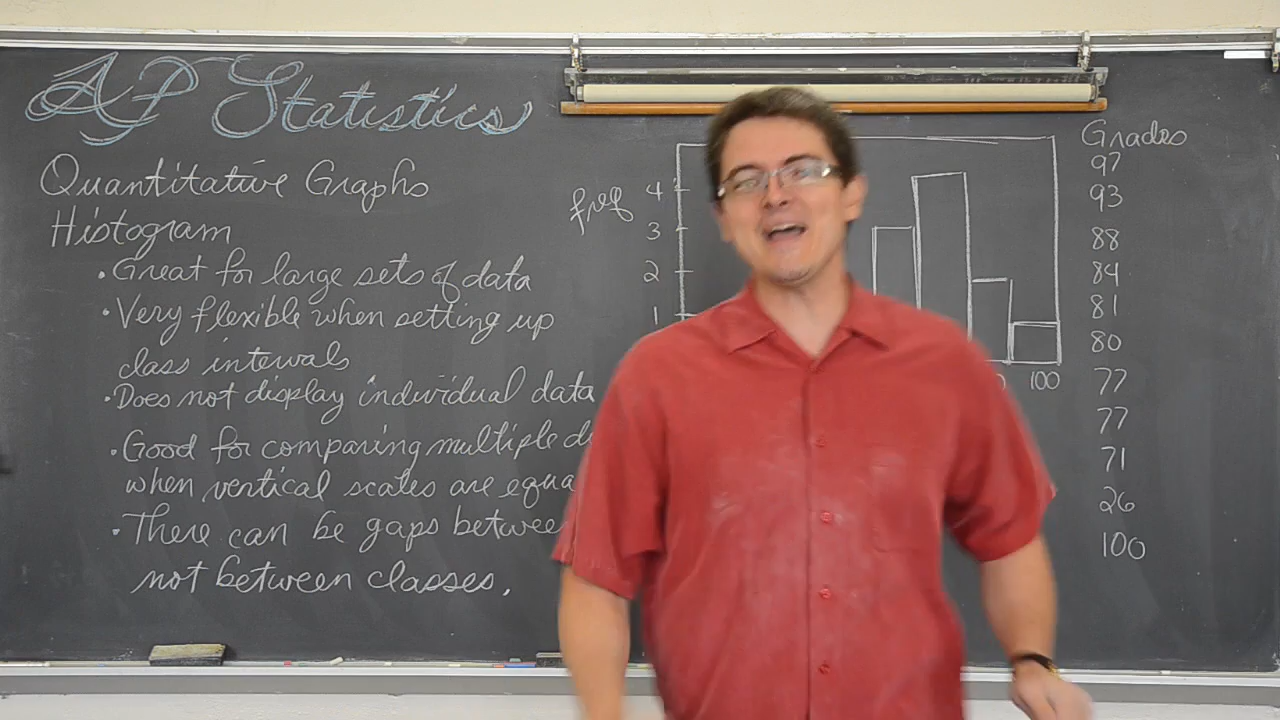 AP Statistics
Quantitative Graphs
Histogram
• Great for large sets of data
• Very flexible when setting up
class intervals
• Does not display individual data
• Good for comparing multiple
when vertical scales are
• There can be gaps between
not between classes.
freq
4
3
2
1
100
Grades
97
93
88
84
81
80
77
77
71
26
100